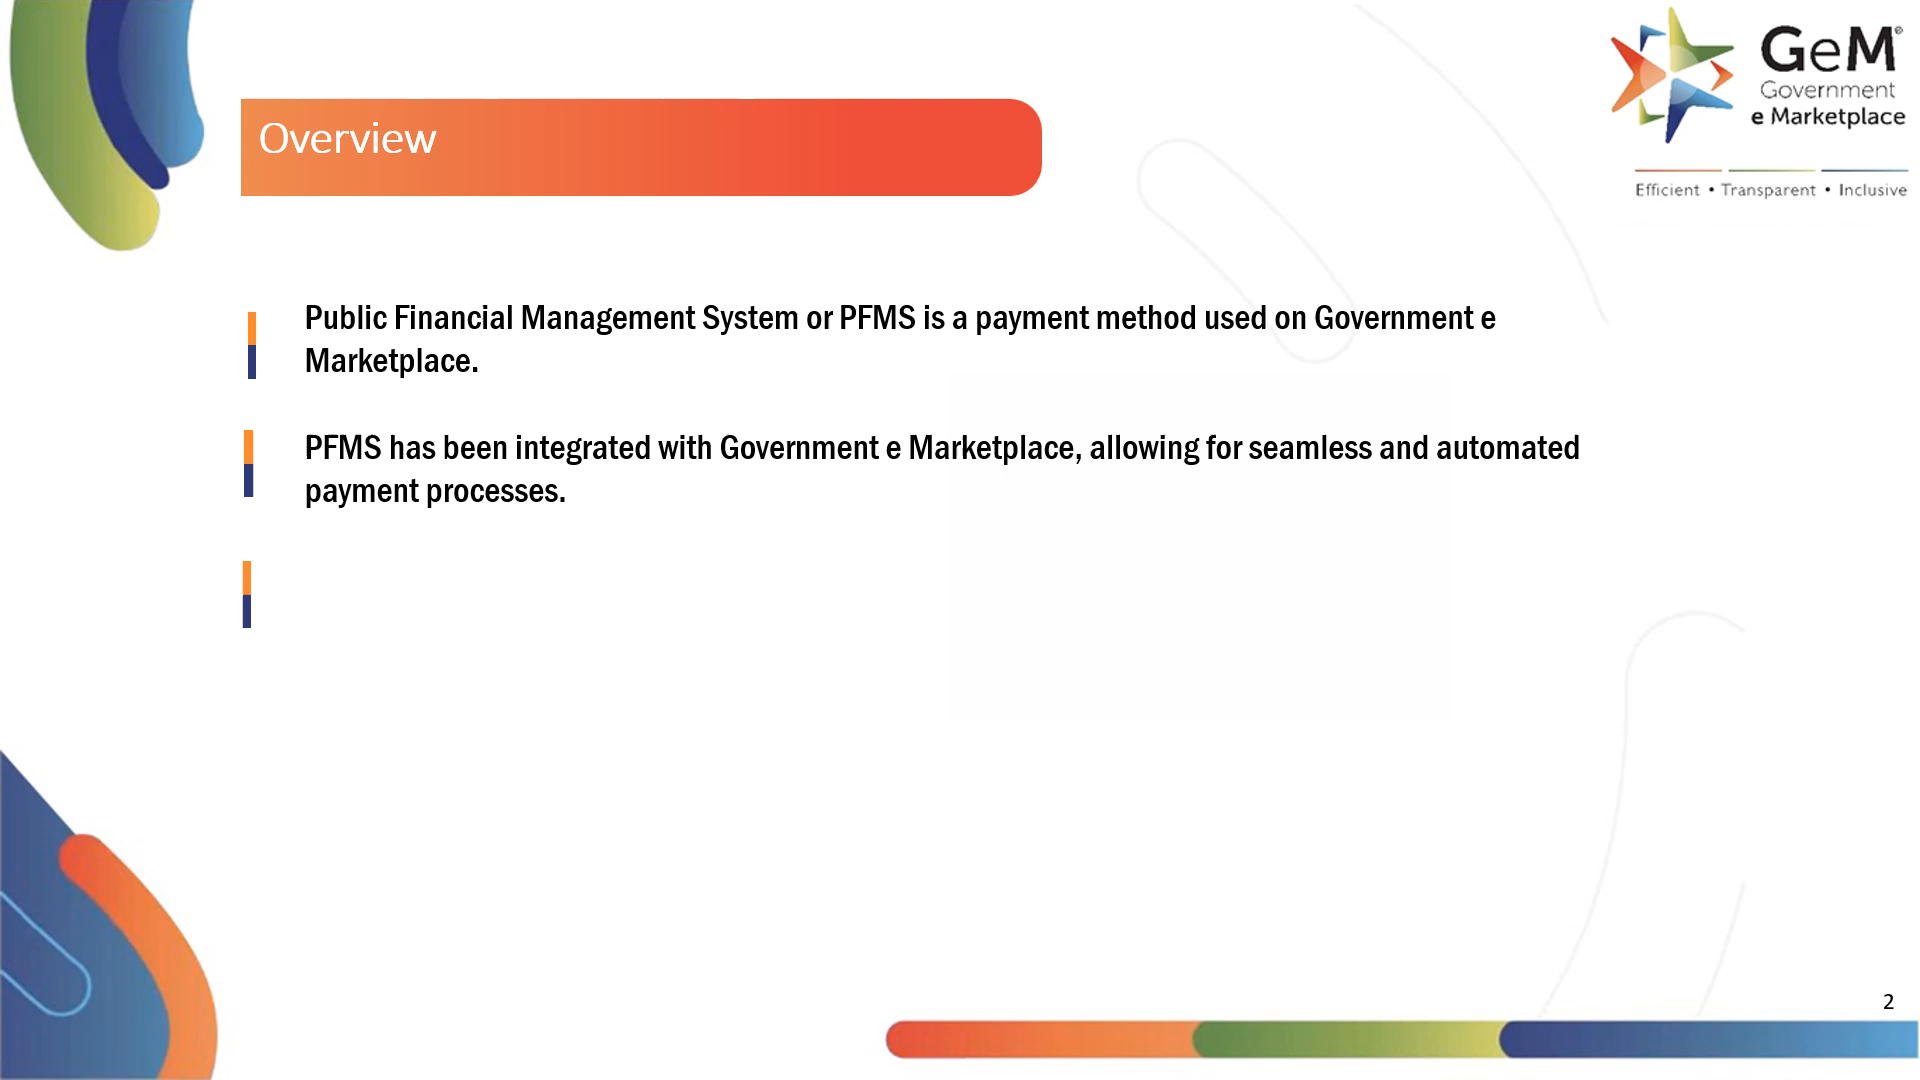 GeM®
Government
e Marketplace
Efficient • Transparent • Inclusive
Overview
Public Financial Management System or PFMS is a payment method used on Government e
Marketplace.
PFMS has been integrated with Government e Marketplace, allowing for seamless and automated
payment processes.
2